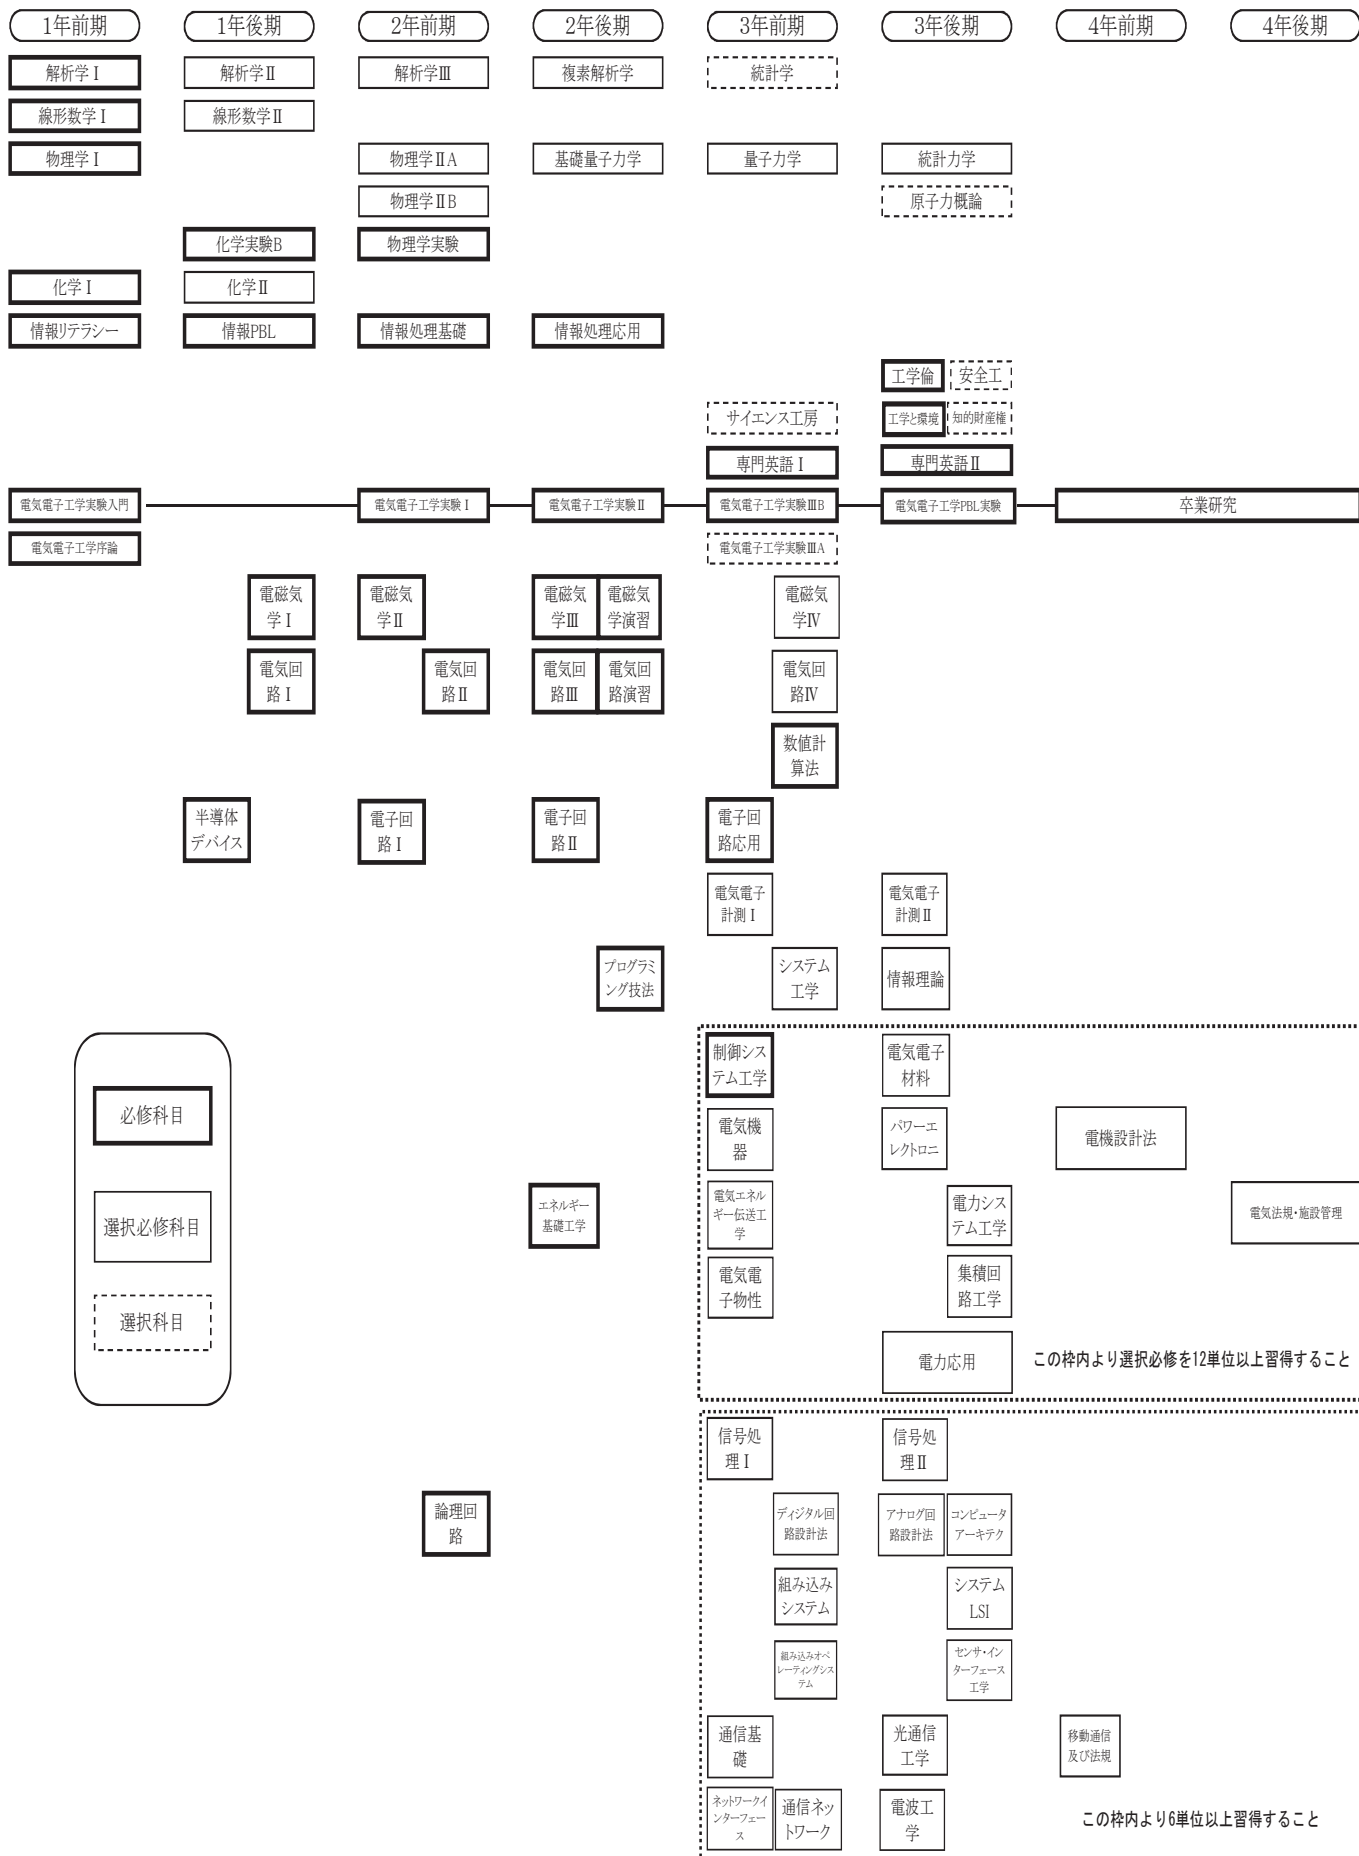 1年前期
1年後期
2年前期
2年後期
3年前期
3年後期
4年前期
4年後期
解析学Ⅰ
解析学Ⅱ
解析学Ⅲ
複素解析学
統計学
線形数学Ⅰ
線形数学Ⅱ
物理学Ⅰ
物理学ⅡA
基礎量子力学
量子力学
統計力学
物理学ⅡB
原子力概論
化学実験B
物理学実験
化学Ⅰ
化学Ⅱ
情報リテラシー
情報PBL
情報処理基礎
情報処理応用
工学倫
安全工
サイエンス工房
工学と環境
知的財産権
専門英語Ⅰ
専門英語Ⅱ
電気電子工学実験入門
電気電子工学実験Ⅰ
電気電子工学実験Ⅱ
電気電子工学実験ⅢB
電気電子工学PBL実験
卒業研究
電気電子工学序論
電気電子工学実験ⅢA
電磁気
学Ⅰ
電磁気
学Ⅱ
電磁気
学Ⅲ
電磁気
学演習
電磁気
学Ⅳ
電気回
路Ⅰ
電気回
路Ⅱ
電気回
路Ⅲ
電気回
路演習
電気回
路Ⅳ
数値計
算法
半導体
デバイス
電子回
路Ⅰ
電子回
路Ⅱ
電子回
路応用
電気電子
計測Ⅰ
電気電子
計測Ⅱ
プログラミ
ング技法
システム
工学
情報理論
必修科目
選択必修科目
選択科目
制御シス
テム工学
電気電子
材料
電気機
器
パワーエ
レクトロニ
電機設計法
エネルギー
基礎工学
電気エネル
ギー伝送工
学
電力シス
テム工学
電気法規・施設管理
電気電
子物性
集積回
路工学
電力応用
この枠内より選択必修を12単位以上習得すること
信号処
理Ⅰ
信号処
理Ⅱ
論理回
路
ディジタル回
路設計法
アナログ回
路設計法
コンピュータ
アーキテク
組み込み
システム
システム
LSI
組み込みオペ
レーティングシス
テム
センサ・イン
ターフェース
工学
通信基
礎
光通信
工学
移動通信
及び法規
ネットワークイ
ンターフェー
ス
通信ネッ
トワーク
電波工
学
この枠内より6単位以上習得すること